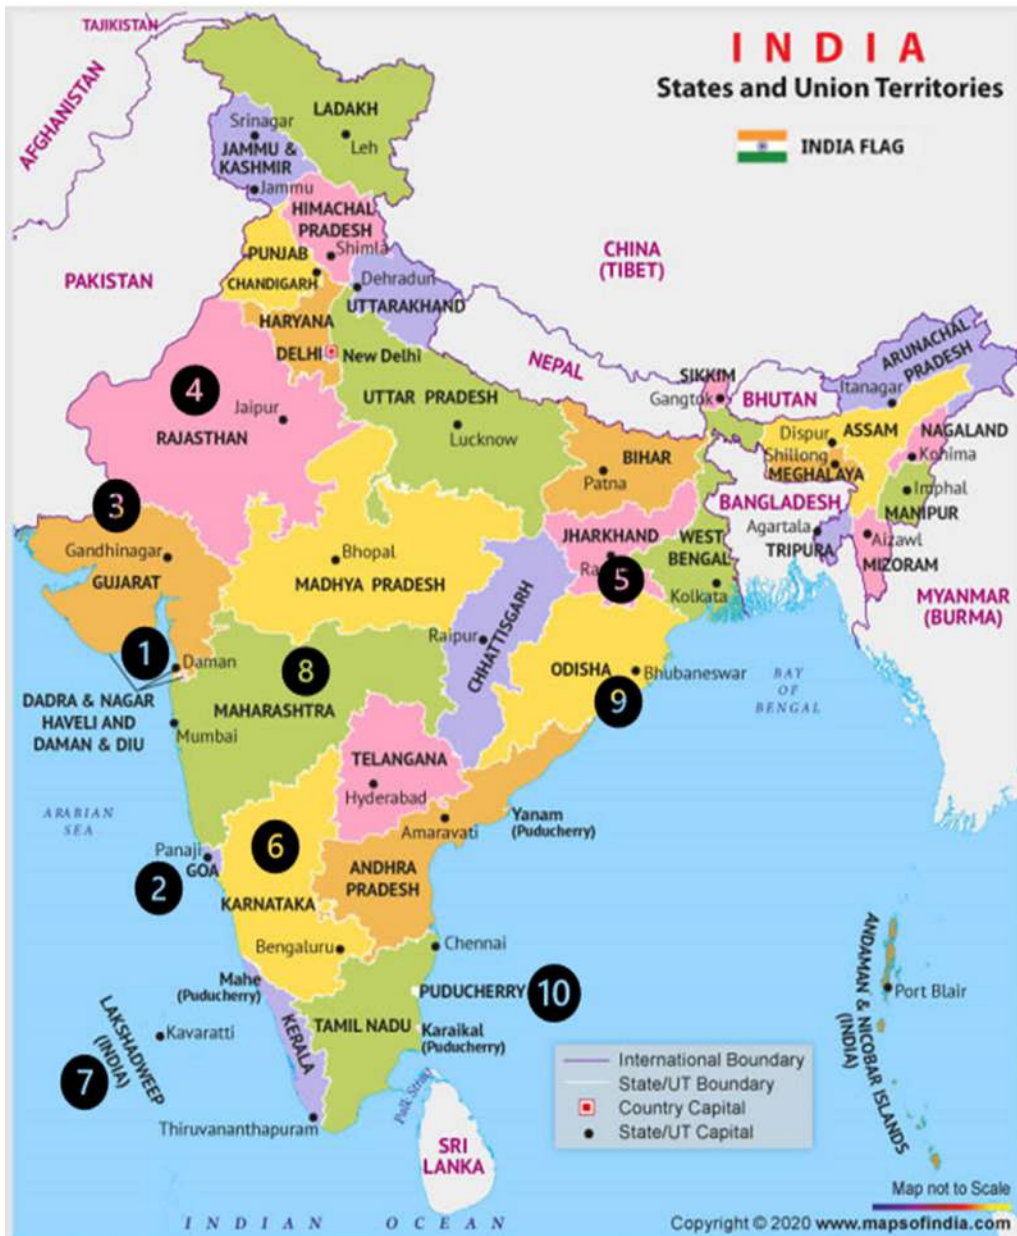 INDIA
States and Union Territories
INDIA FLAG
TAJIKISTAN
AFGHANISTAN
PAKISTAN
CHINA
(TIBET)
NEPAL
BHUTAN
BANGLADESH
MYANMAR
(BURMA)
SRI
LANKA
LADAKH
Leh
Srinagar
JAMMU &
KASHMIR
Jammu
HIMACHAL
PRADESH
Shimla
PUNJAB
CHANDIGARH
Dehradun
UTTARAKHAND
HARYANA
DELHI
New Delhi
4
Jaipur
RAJASTHAN
UTTAR PRADESH
Lucknow
SIKKIM
Gangtok
ARUNACHAL
PRADESH
Itanagar
Dispur
ASSAM
NAGALAND
Kohima
Shillong
MEGHALAYA
Imphal
MANIPUR
Agartala
TRIPURA
Aizawl
MIZORAM
BIHAR
Patna
JHARKHAND
Ra
5
WEST
BENGAL
Kolkata
3
Gandhinagar
GUJARAT
Bhopal
MADHYA PRADESH
CHHATTISGARH
Raipur
1
Daman
DADRA & NAGAR
HAVELI AND
DAMAN & DIU
8
MAHARASHTRA
Mumbai
ODISHA
Bhubaneswar
9
BAY
OF
BENGAL
TELANGANA
Hyderabad
Amaravati
Yanam
(Puducherry)
ARABIAN
SEA
Panaji
GOA
2
6
KARNATAKA
Bengaluru
ANDHRA
PRADESH
Chennai
Mahe
(Puducherry)
PUDUCHERRY
10
KERALA
TAMIL NADU
Karaikal
(Puducherry)
LAKSHADWEEP
(INDIA)
Kavaratti
7
Thiruvananthapuram
Palk Strait
ANDAMAN & NICOBAR ISLANDS
(INDIA)
Port Blair
International Boundary
State/UT Boundary
Country Capital
State/UT Capital
INDIAN OCEAN
Map not to Scale
Copyright © 2020 www.mapsofindia.com